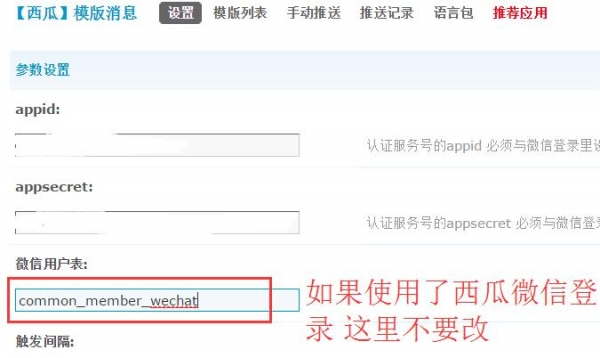 【西瓜】模版消息 设置 模版列表 手动推送 推送记录 语言包 推荐应用
参数设置
appid:
认证服务号的appid 必须与微信登录里设
appsecret:
认证服务号的appsecret 必须与微信登
微信用户表:
common_member_wechat
如果使用了西瓜微信登
录 这里不要改
触发间隔: